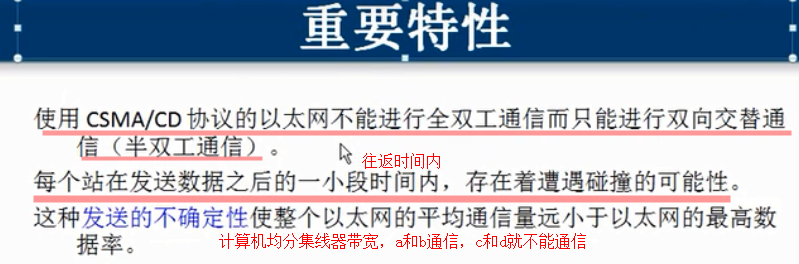 重要特性
使用 CSMA/CD 协议的以太网不能进行全双工通信而只能进行双向交替通
信（半双工通信）。
往返时间内
每个站在发送数据之后的一小段时间内，存在着遭遇碰撞的可能性。
这种发送的不确定性使整个以太网的平均通信量远小于以太网的最高数
据率。
计算机均分集线器带宽，a和b通信，c和d就不能通信